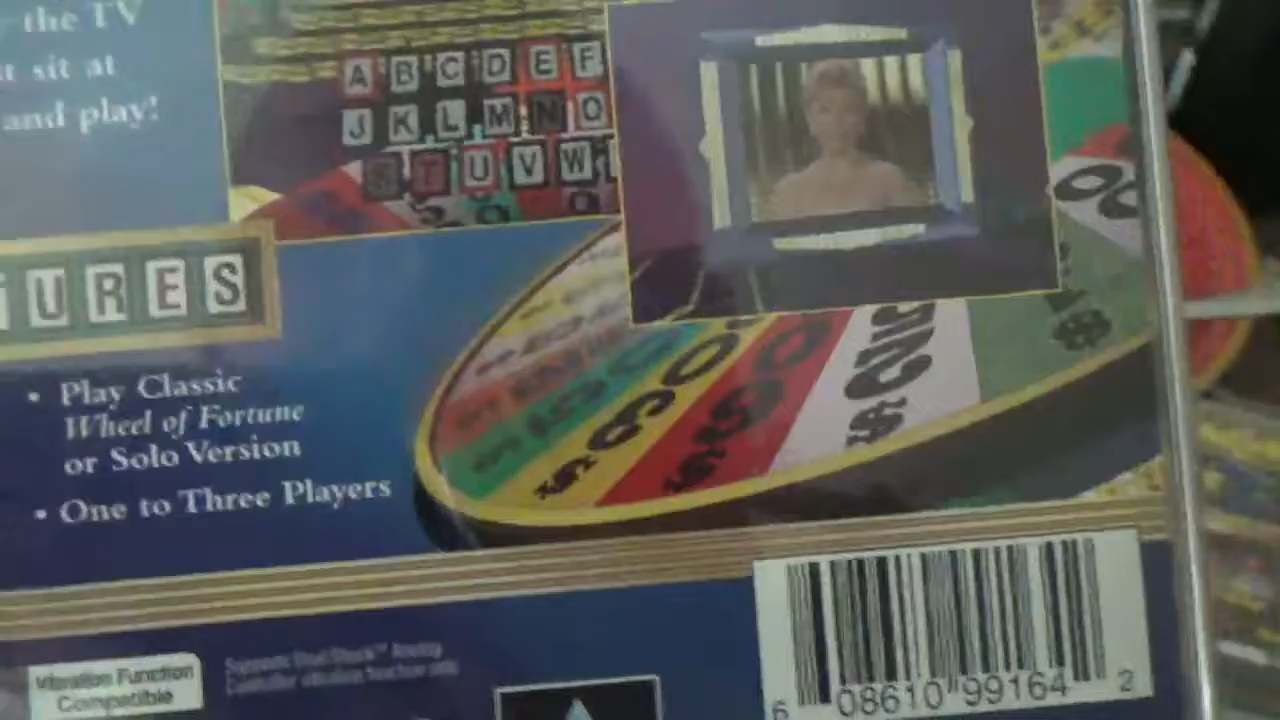 the TV
sit at
and play!
A B C D E F
J K L M N Q
S T U V W
URES
• Play Classic
Wheel of Fortune
or Solo Version
• One to Three Players
Vibration Function
Compatible
6 08610 99164 2